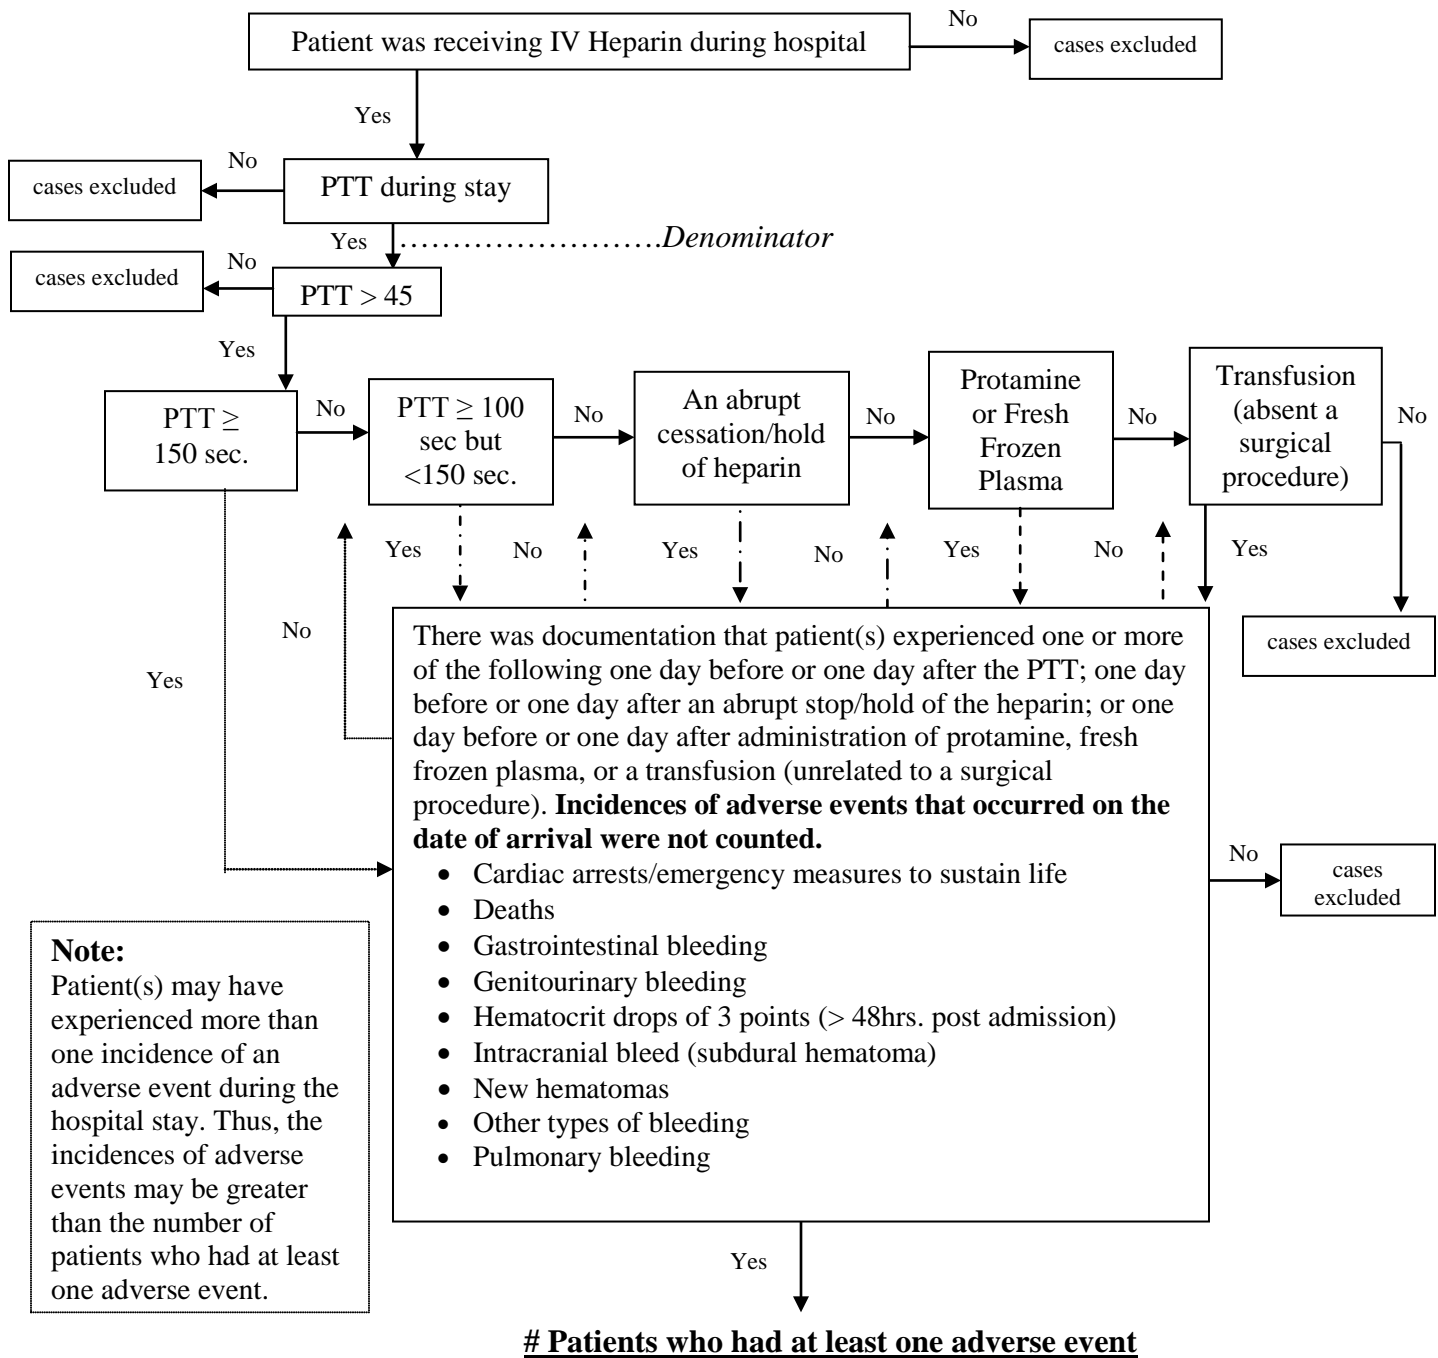 No
Patient was receiving IV Heparin during hospital
cases excluded
Yes
No
cases excluded
PTT during stay
Yes
……………………….Denominator
No
cases excluded
PTT > 45
Yes
PTT ≥
150 sec.
No
PTT ≥ 100
sec but
<150 sec.
No
An abrupt
cessation/hold
of heparin
No
Protamine
or Fresh
Frozen
Plasma
No
Transfusion
(absent a
surgical
procedure)
No
Yes
No
Yes
No
Yes
No
Yes
cases excluded
No
Yes
There was documentation that patient(s) experienced one or more
of the following one day before or one day after the PTT; one day
before or one day after an abrupt stop/hold of the heparin; or one
day before or one day after administration of protamine, fresh
frozen plasma, or a transfusion (unrelated to a surgical
procedure). Incidences of adverse events that occurred on the
date of arrival were not counted.
• Cardiac arrests/emergency measures to sustain life
• Deaths
• Gastrointestinal bleeding
• Genitourinary bleeding
• Hematocrit drops of 3 points (> 48hrs. post admission)
• Intracranial bleed (subdural hematoma)
• New hematomas
• Other types of bleeding
• Pulmonary bleeding
No
cases
excluded
Note:
Patient(s) may have
experienced more than
one incidence of an
adverse event during the
hospital stay. Thus, the
incidences of adverse
events may be greater
than the number of
patients who had at least
one adverse event.
Yes
# Patients who had at least one adverse event